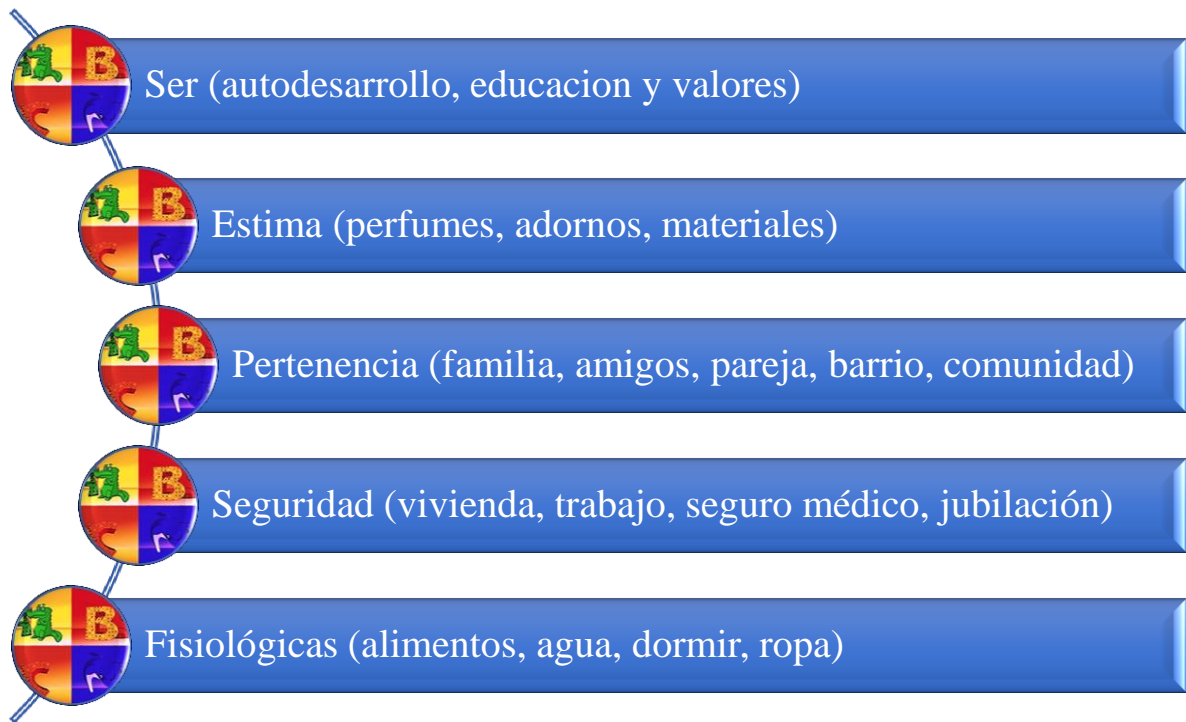 B
C
Ser (autodesarrollo, educacion y valores)
B
C
Estima (perfumes, adornos, materiales)
B
C
Pertenencia (familia, amigos, pareja, barrio, comunidad)
B
C
Seguridad (vivienda, trabajo, seguro médico, jubilación)
B
C
Fisiológicas (alimentos, agua, dormir, ropa)